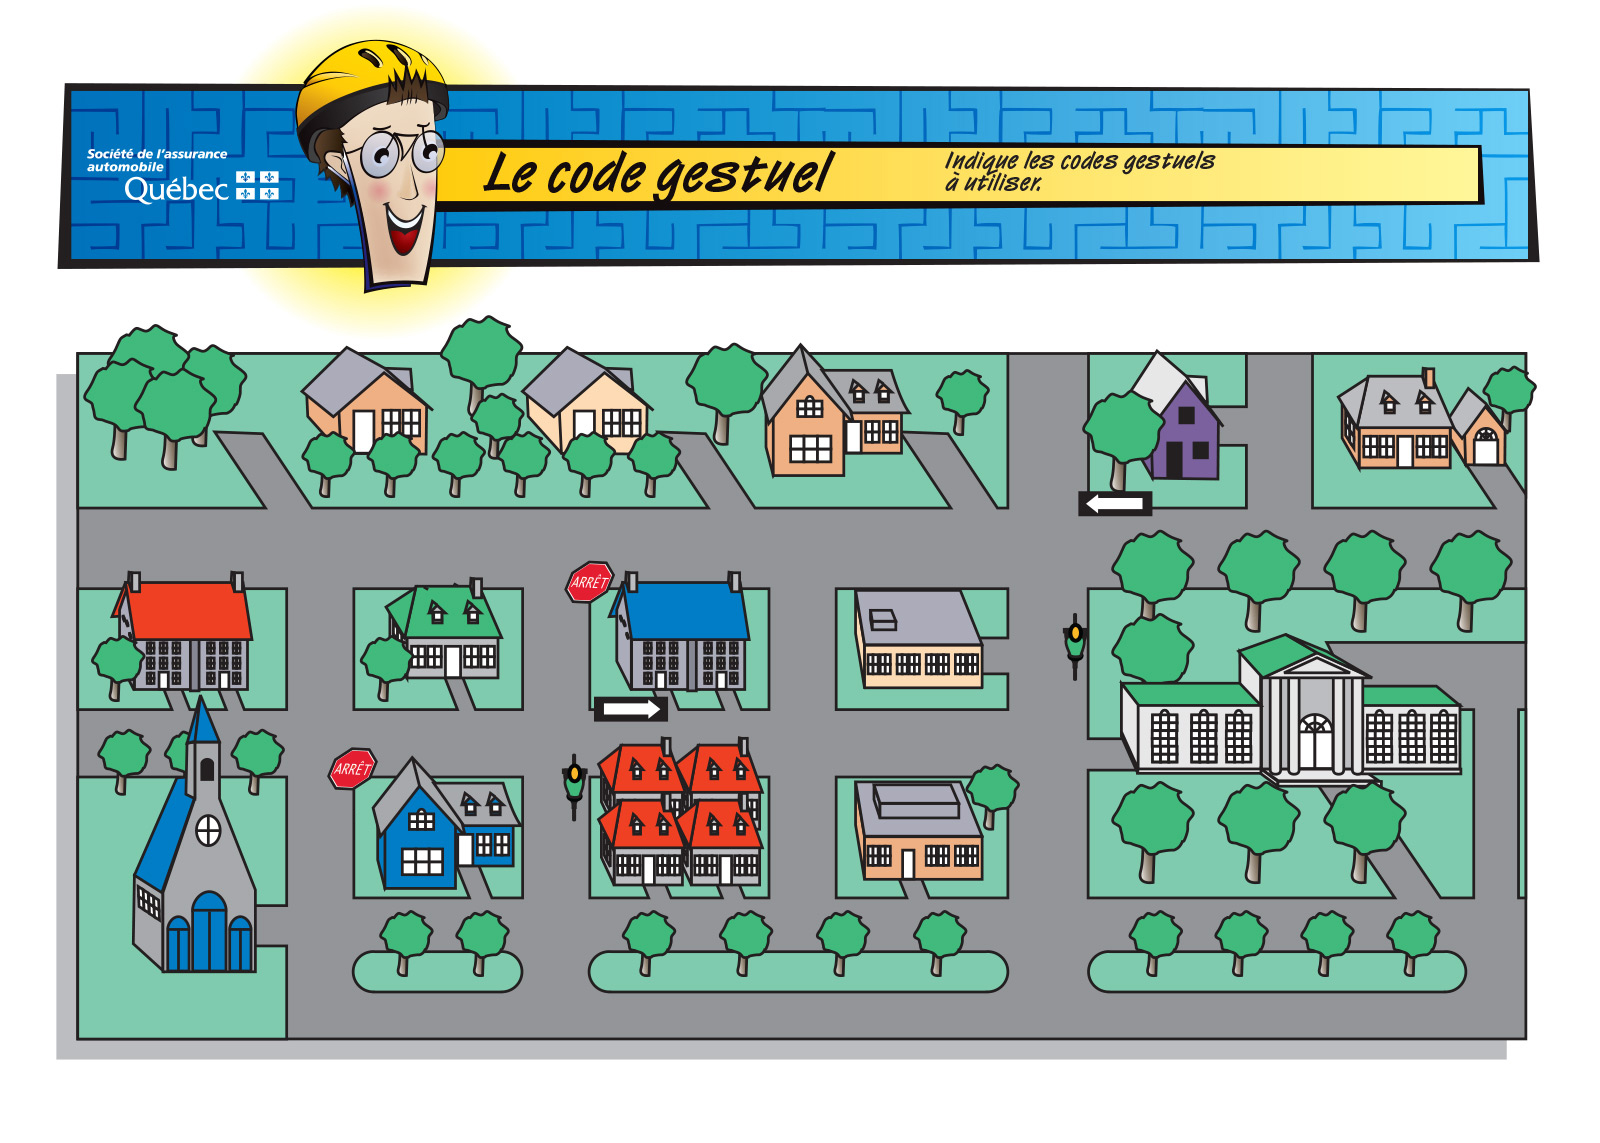 Société de l'assurance
automobile
Québec
Le code gestuel
Indique les codes gestuels
à utiliser.
ARRÊT
ARRÊT